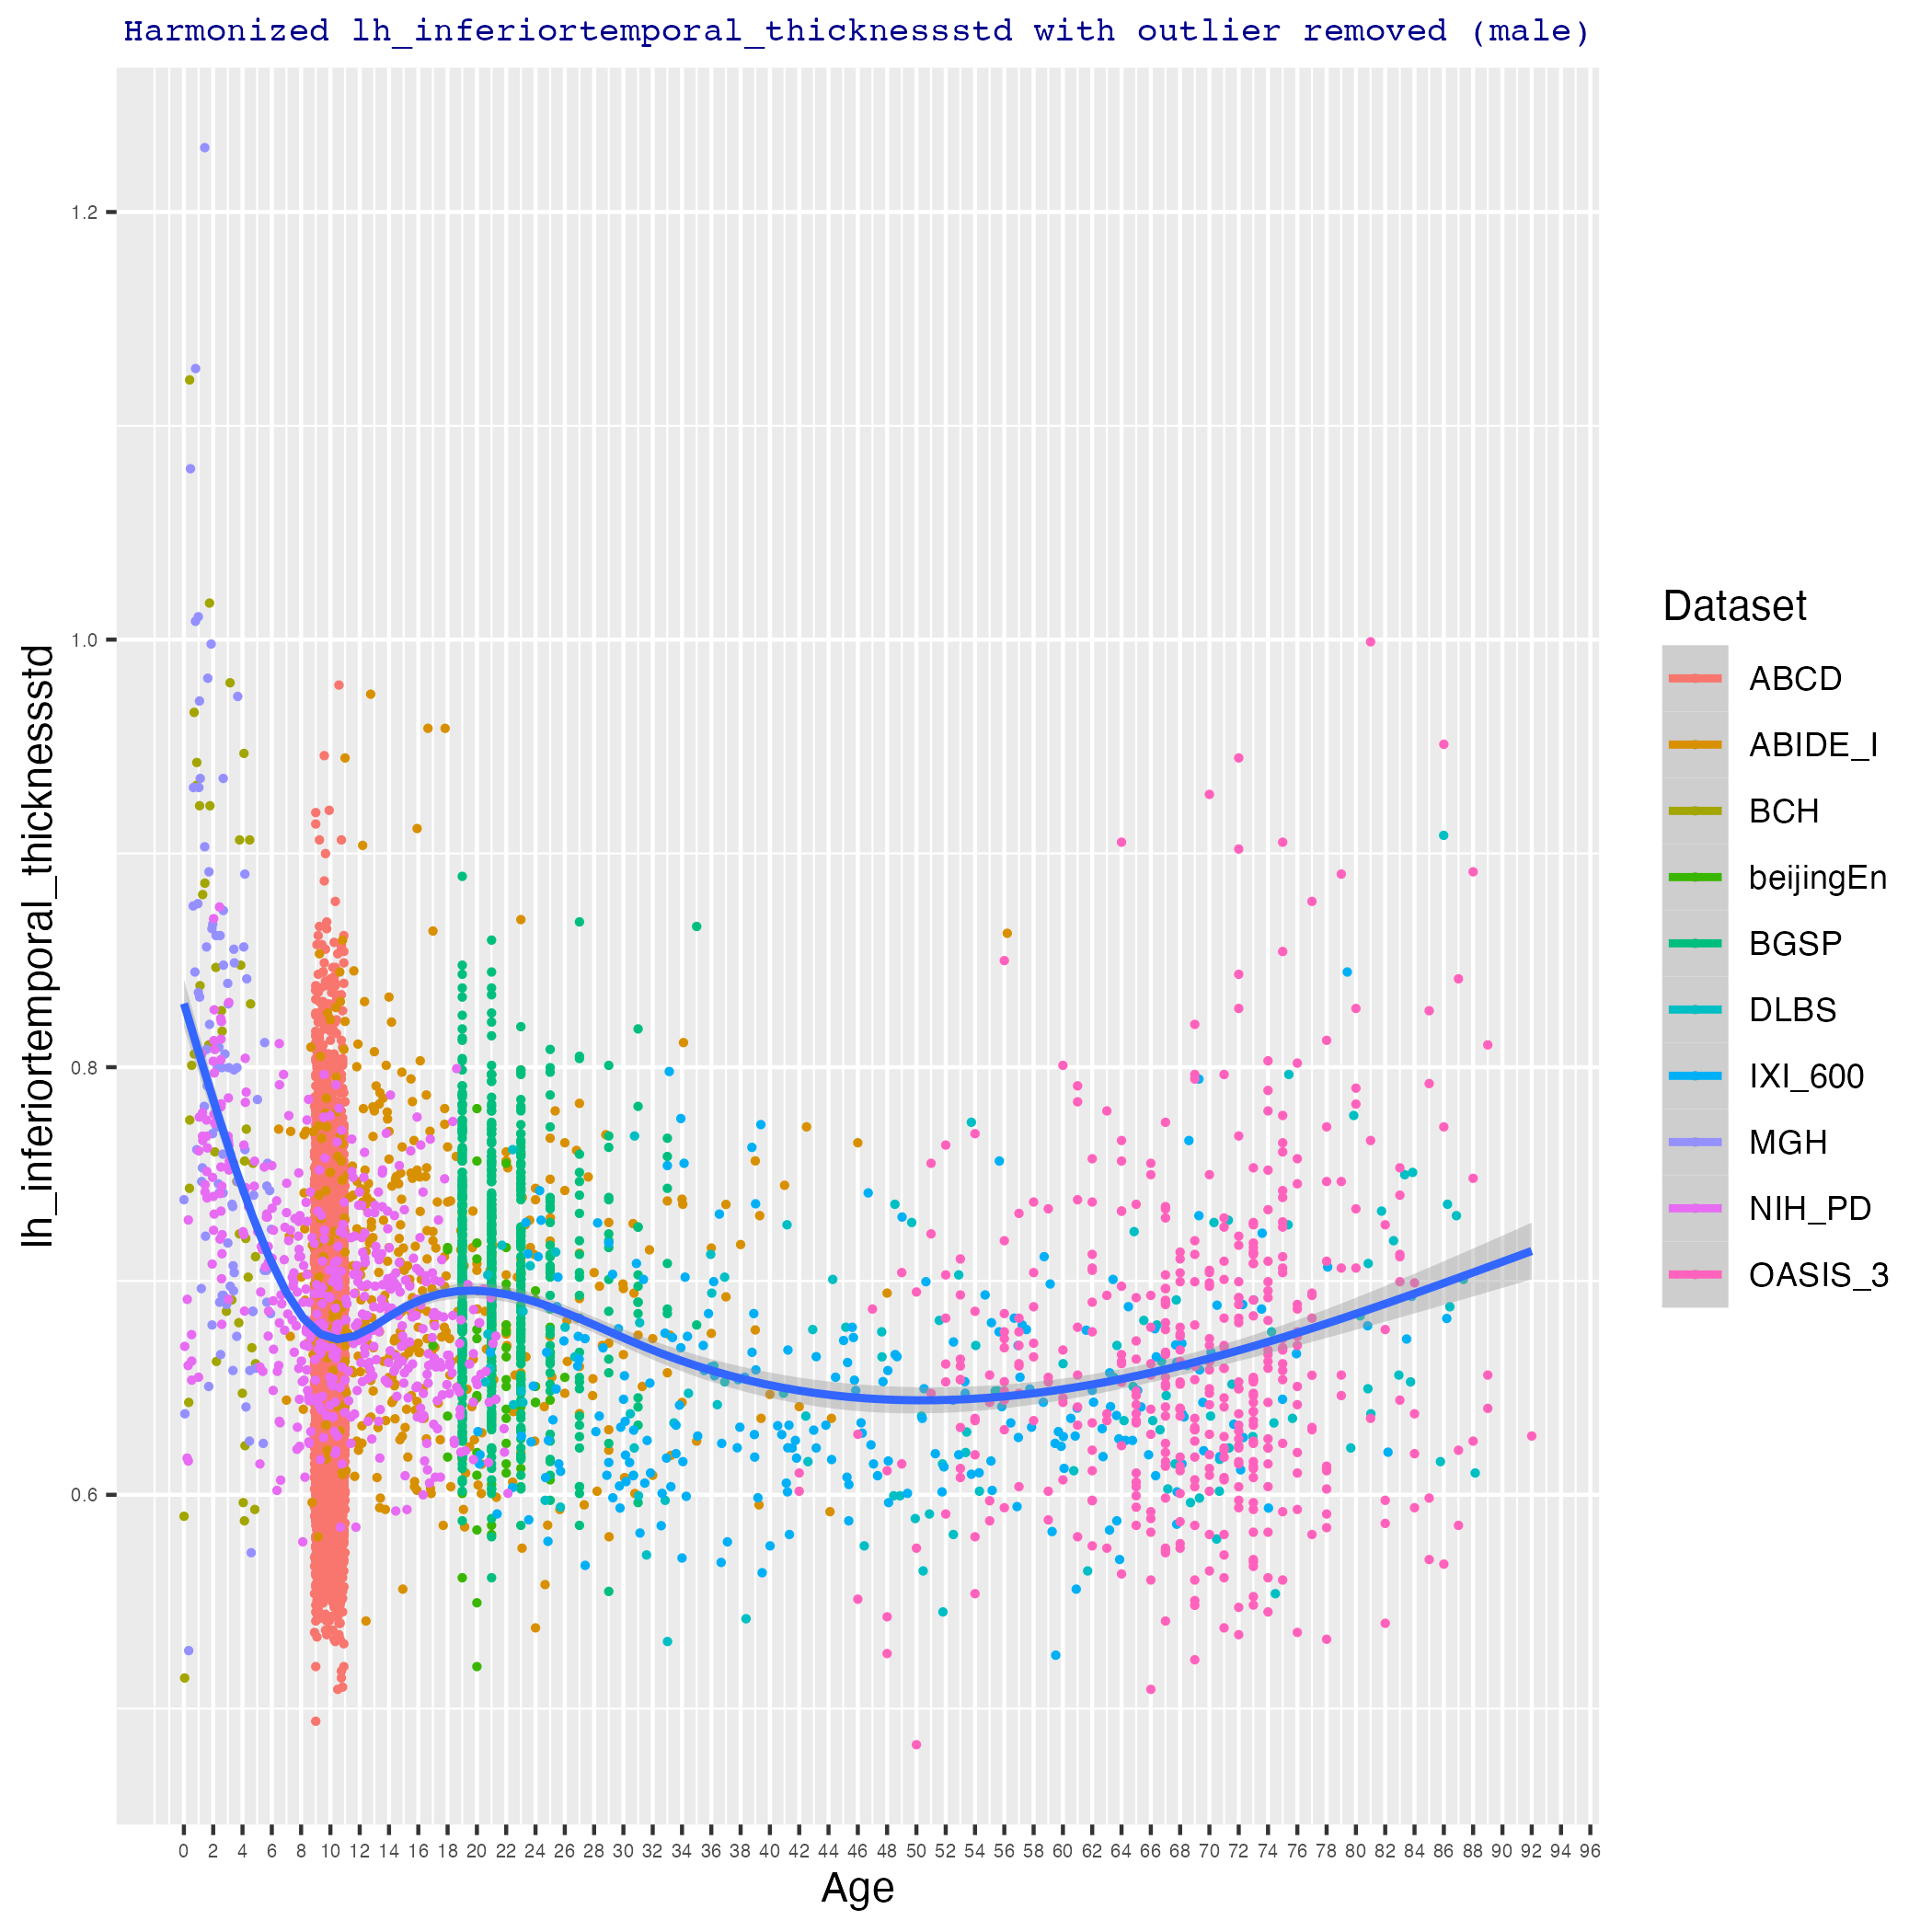 Harmonized lh_inferiortemporal_thicknessstd with outlier removed (male)
lh_inferiortemporal_thicknessstd
1.2
1.0
0.8
0.6
0 2 4 6 8 10 12 14 16 18 20 22 24 26 28 30 32 34 36 38 40 42 44 46 48 50 52 54 56 58 60 62 64 66 68 70 72 74 76 78 80 82 84 86 88 90 92 94 96
Age
Dataset
ABCD
ABIDE_I
BCH
beijingEn
BGSP
DLBS
IXI_600
MGH
NIH_PD
OASIS_3